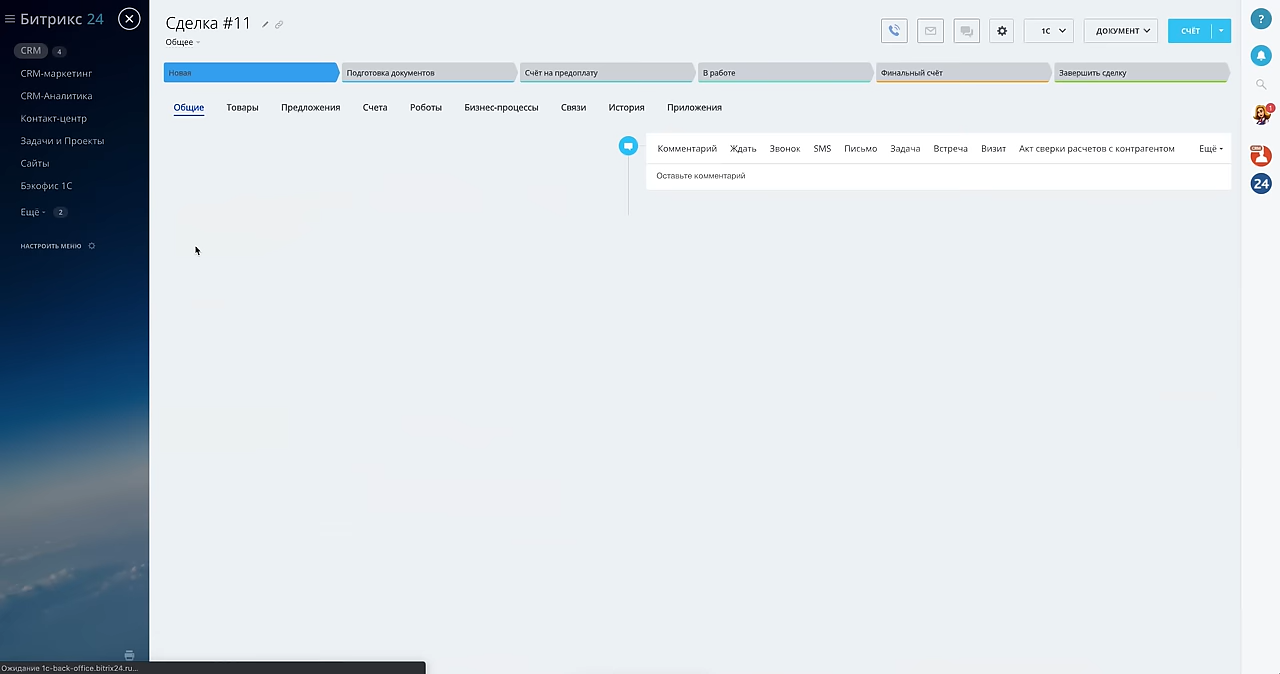 Битрикс 24
CRM 4
CRM-маркетинг
CRM-Аналитика
Контакт-центр
Задачи и Проекты
Сайты
Бэкофис 1С
Ещё 2
НАСТРОИТЬ МЕНЮ
Сделка #11
Общее
1С
ДОКУМЕНТ
СЧЁТ
Новая
Подготовка документов
Счёт на предоплату
В работе
Финальный счёт
Завершить сделку
Общие Товары Предложения Счета Роботы Бизнес-процессы Связи История Приложения
Комментарий Ждать Звонок SMS Письмо Задача Встреча Визит Акт сверки расчетов с контрагентом Ещё
Оставьте комментарий
?
1
24
Ожидание 1c-back-office.bitrix24.ru...